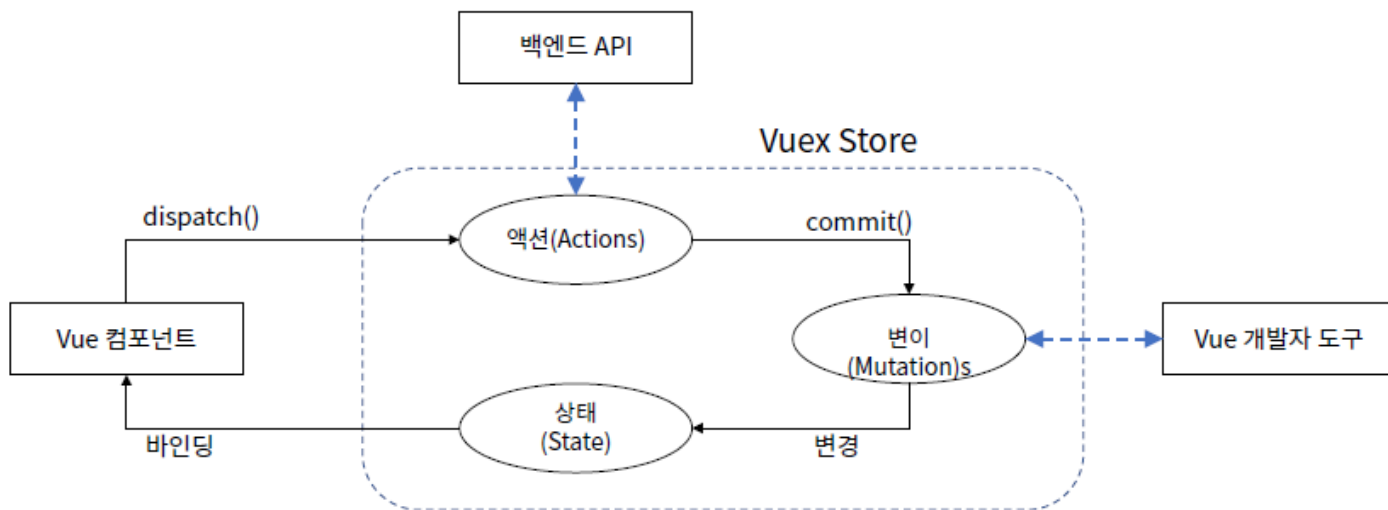 백엔드 API
Vuex Store
dispatch()
액션(Actions)
commit()
Vue 컴포넌트
변이
(Mutation)s
Vue 개발자 도구
상태
(State)
바인딩
변경